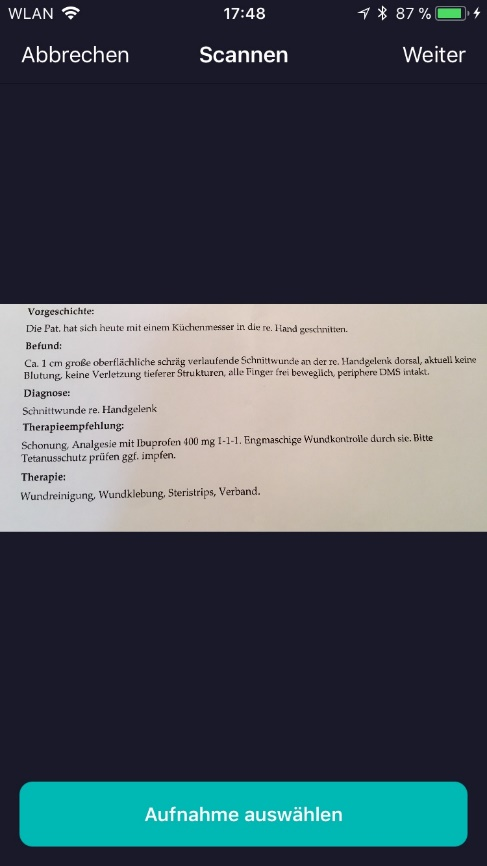 WLAN 17:48 87 %
Abbrechen Scannen Weiter
Vorgeschichte:
Die Pat. hat sich heute mit einem Küchenmesser in die re. Hand geschnitten.
Befund:
Ca. 1 cm große oberflächliche schräg verlaufende Schnittwunde an der re. Handgelenk dorsal, aktuell keine
Blutung, keine Verletzung tieferer Strukturen, alle Finger frei beweglich, periphere DMS intakt.
Diagnose:
Schnittwunde re. Handgelenk
Therapieempfehlung:
Schonung, Analgesie mit Ibuprofen 400 mg 1-1-1. Engmaschige Wundkontrolle durch sie. Bitte
Tetanusschutz prüfen ggf. impfen.
Therapie:
Wundreinigung, Wundklebung, Steristrips, Verband.
Aufnahme auswählen